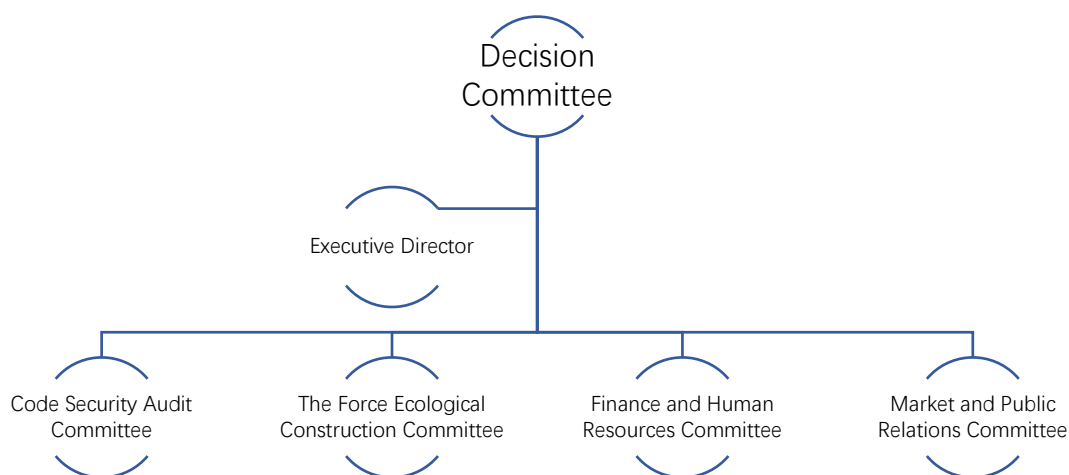 Decision
Committee
Executive Director
Code Security Audit
Committee
The Force Ecological
Construction Committee
Finance and Human
Resources Committee
Market and Public
Relations Committee